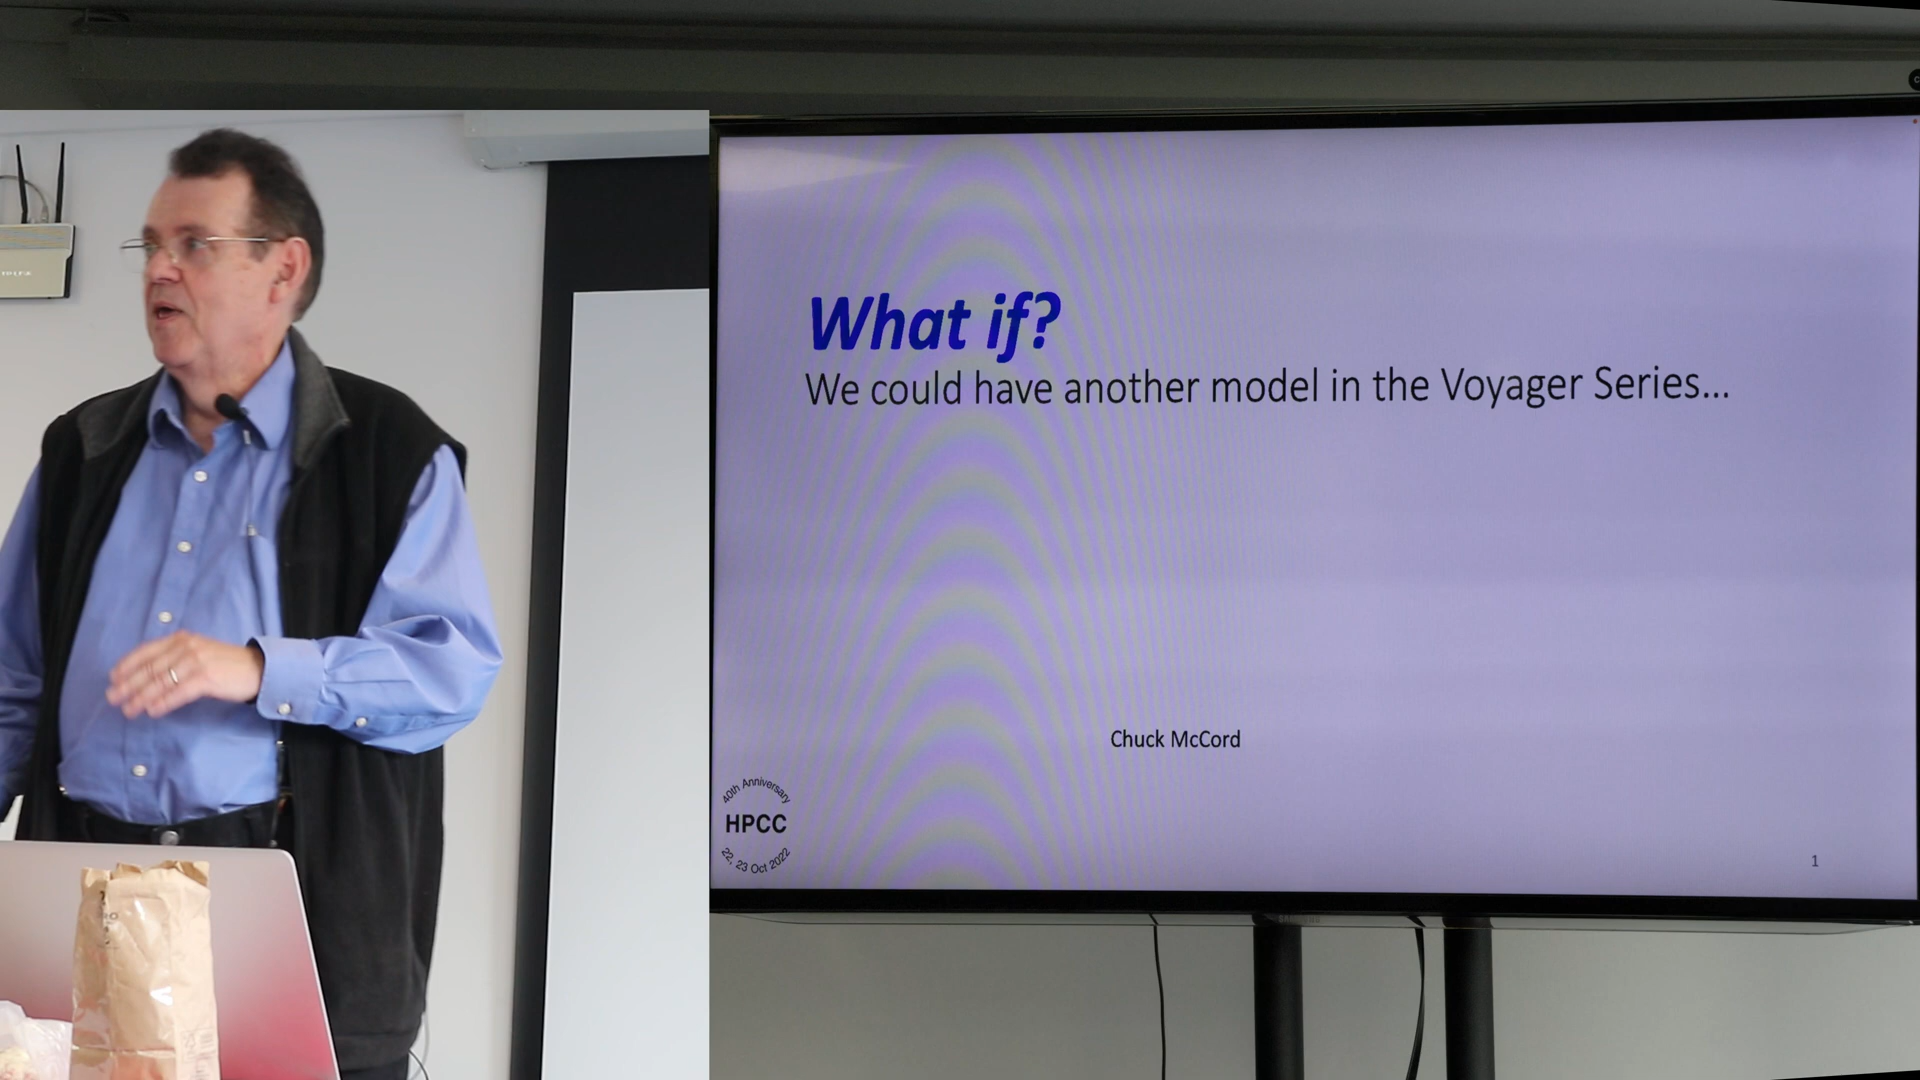 What if?
We could have another model in the Voyager Series...
Chuck McCord
40th Anniversary
HPCC
22, 23 Oct 2022
1